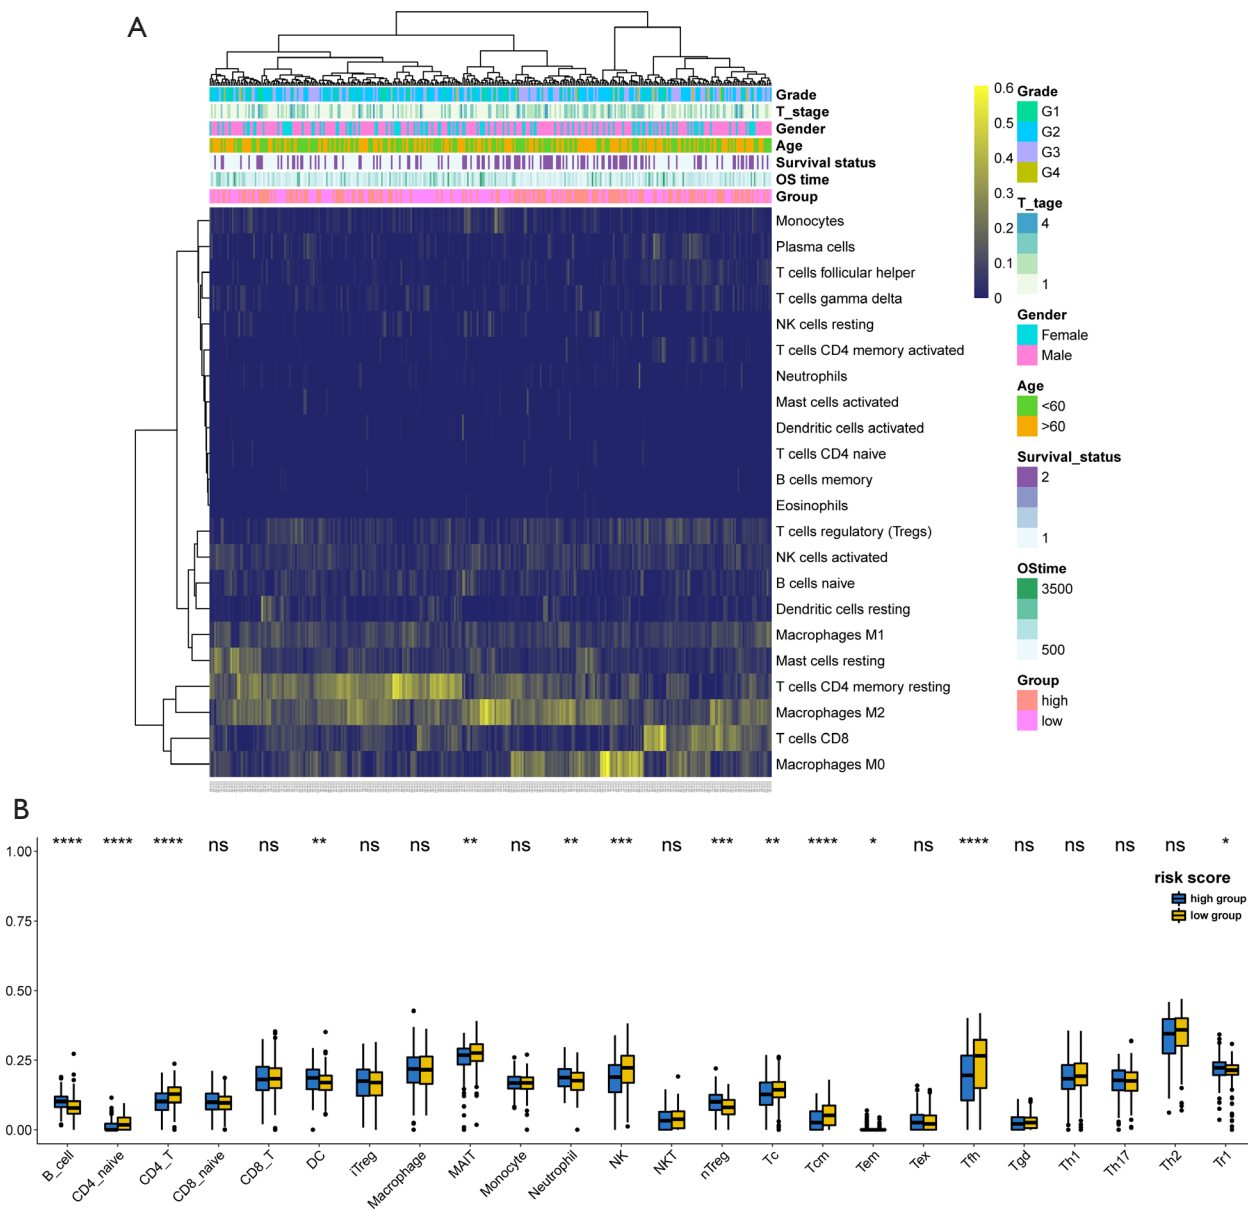 A
Grade
T_stage
Gender
Age
Survival status
OS time
Group
Monocytes
Plasma cells
T cells follicular helper
T cells gamma delta
NK cells resting
T cells CD4 memory activated
Neutrophils
Mast cells activated
Dendritic cells activated
T cells CD4 naive
B cells memory
Eosinophils
T cells regulatory (Tregs)
NK cells activated
B cells naive
Dendritic cells resting
Macrophages M1
Mast cells resting
T cells CD4 memory resting
Macrophages M2
T cells CD8
Macrophages M0
0.6
0.5
0.4
0.3
0.2
0.1
0
Grade
G1
G2
G3
G4
T_tage
4
1
Gender
Female
Male
Age
<60
>60
Survival_status
2
1
OStime
3500
500
Group
high
low
B
**** **** **** ns ns ** ns ns ** ns ** *** ns *** ** **** * ns **** ns ns ns ns *
1.00
0.75
0.50
0.25
0.00
risk score
high group
low group
B_cell CD4_naive CD4_T CD8_naive CD8_T DC iTreg Macrophage MAIT Monocyte Neutrophil NK NKT nTreg Tc Tcm Tem Tex Tfh Tgd Th1 Th17 Th2 Tr1